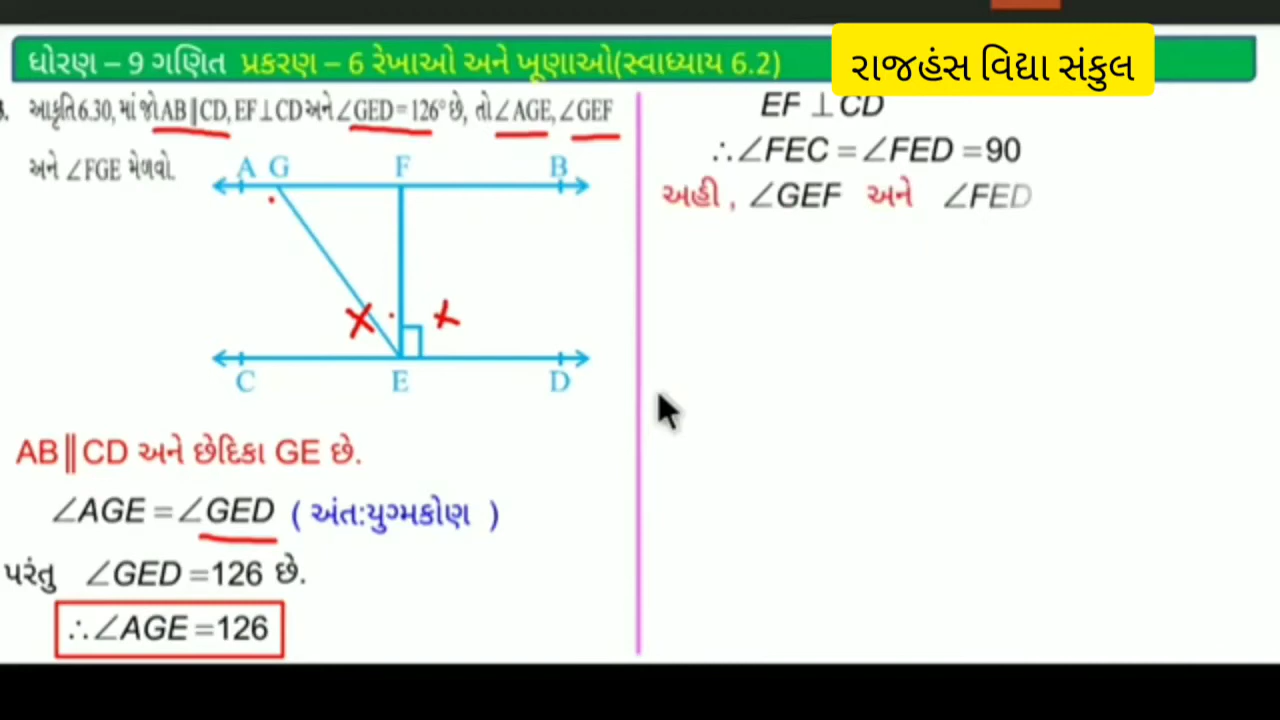 ધોરણ – 9 ગણિત પ્રકરણ – 6 રેખાઓ અને ખૂણાઓ(સ્વાધ્યાય 6.2)
રાજહંસ વિદ્યા સંકુલ
આકૃતિ 6.30, માં જો AB || CD, EF ⊥ CD અને ∠GED = 126° છે, તો ∠AGE, ∠GEF
અને ∠FGE મેળવો.
A G F B
C E D
AB || CD અને છેદિકા GE છે.
∠AGE = ∠GED ( અંત:યુગ્મકોણ )
પરંતુ ∠GED = 126 છે.
∴ ∠AGE = 126
EF ⊥ CD
∴ ∠FEC = ∠FED = 90
અહી , ∠GEF અને ∠FED